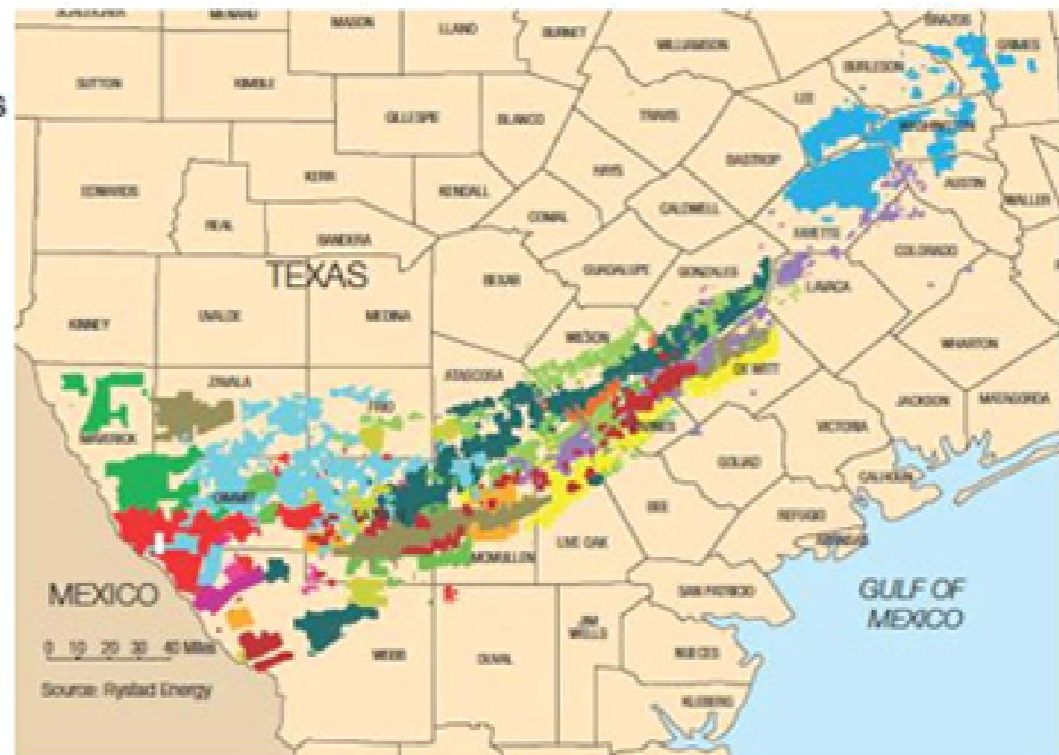 S
MENARD
MASON
LLANO
BURNET
WILLIAMSON
BRAZOS
GRIMES
BURLESON
SUTTON
KIMBLE
LEE
GILLESPIE
BLANCO
TRAVIS
WASHINGTON
BASTROP
HAYS
EDWARDS
KERR
KENDALL
AUSTIN
WALLER
CALDWELL
COMAL
REAL
BANDERA
FAYETTE
COLORADO
TEXAS
BEXAR
GUADALUPE
GONZALES
LAVACA
KINNEY
UVALDE
MEDINA
WILSON
WHARTON
ZAVALA
ATASCOSA
DE WITT
FRIO
JACKSON
MATAGORDA
MAVERICK
VICTORIA
GOLIAD
CALHOUN
DIMMIT
LA
BEE
REFUGIO
ARANSAS
LIVE OAK
MCMULLEN
MEXICO
SAN PATRICIO
GULF OF
MEXICO
JIM
WELLS
0 10 20 30 40 Miles
WEBB
DUVAL
NUECES
Source: Rystad Energy
KLEBERG